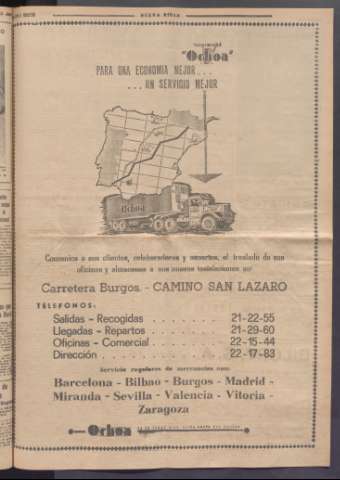 NUEVA RIOJA
"Ochoa"
PARA UNA ECONOMIA MEJOR...
...UN SERVICIO MEJOR
Ochoa
Comunica a sus clientes, colaboradores y usuarios, el traslado de sus
oficinas y almacenes a sus nuevas instalaciones en:
Carretera Burgos. - CAMINO SAN LAZARO
TELEFONOS:
Salidas - Recogidas . . . . . . . . 21-22-55
Llegadas - Repartos . . . . . . . . 21-29-60
Oficinas - Comercial . . . . . . . . 22-15-44
Dirección . . . . . . . . 22-17-83
Servicio regulares de mercancías con:
Barcelona - Bilbao - Burgos - Madrid -
Miranda - Sevilla - Valencia - Vitoria -
Zaragoza
Ochoa